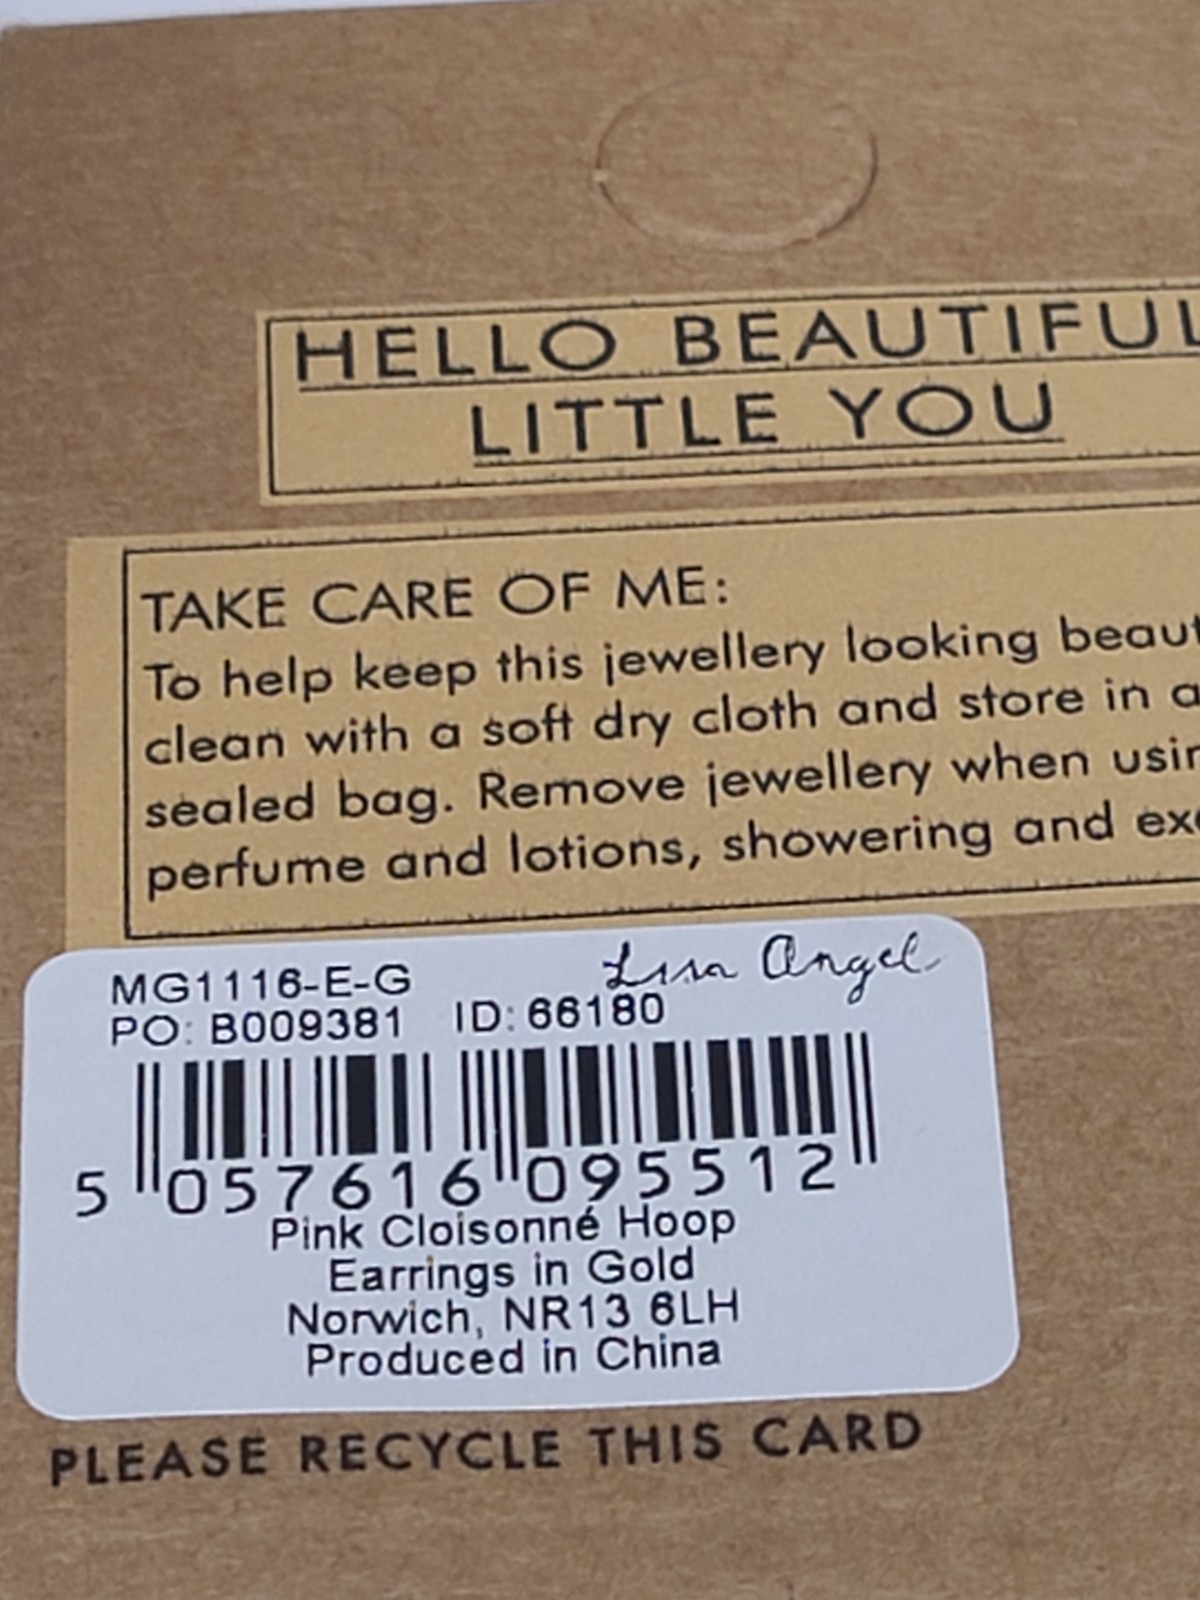 HELLO BEAUTIFUL
LITTLE YOU
TAKE CARE OF ME:
To help keep this jewellery looking
clean with a soft dry cloth and store in a
sealed bag. Remove jewellery when
perfume and lotions, showering and
Lisa Angel
MG1116-E-G
PO: B009381 ID: 66180
5 057616 095512
Pink Cloisonné Hoop
Earrings in Gold
Norwich, NR13 6LH
Produced in China
PLEASE RECYCLE THIS CARD